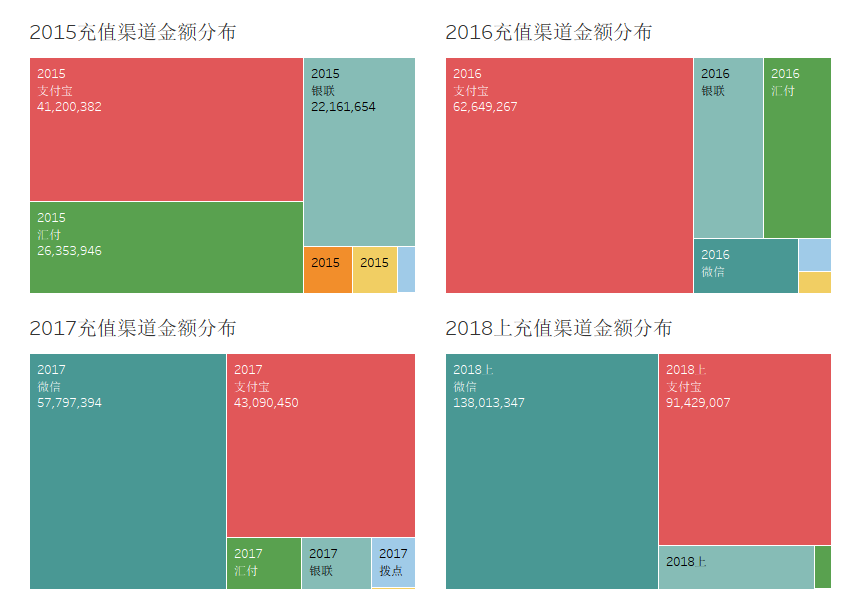 2015充值渠道金额分布
2015
支付宝
41,200,382
2015
银联
22,161,654
2015
汇付
26,353,946
2015
2015
2016充值渠道金额分布
2016
支付宝
62,649,267
2016
银联
2016
汇付
2016
微信
2017充值渠道金额分布
2017
微信
57,797,394
2017
支付宝
43,090,450
2017
汇付
2017
银联
2017
拨点
2018上充值渠道金额分布
2018上
微信
138,013,347
2018上
支付宝
91,429,007
2018上